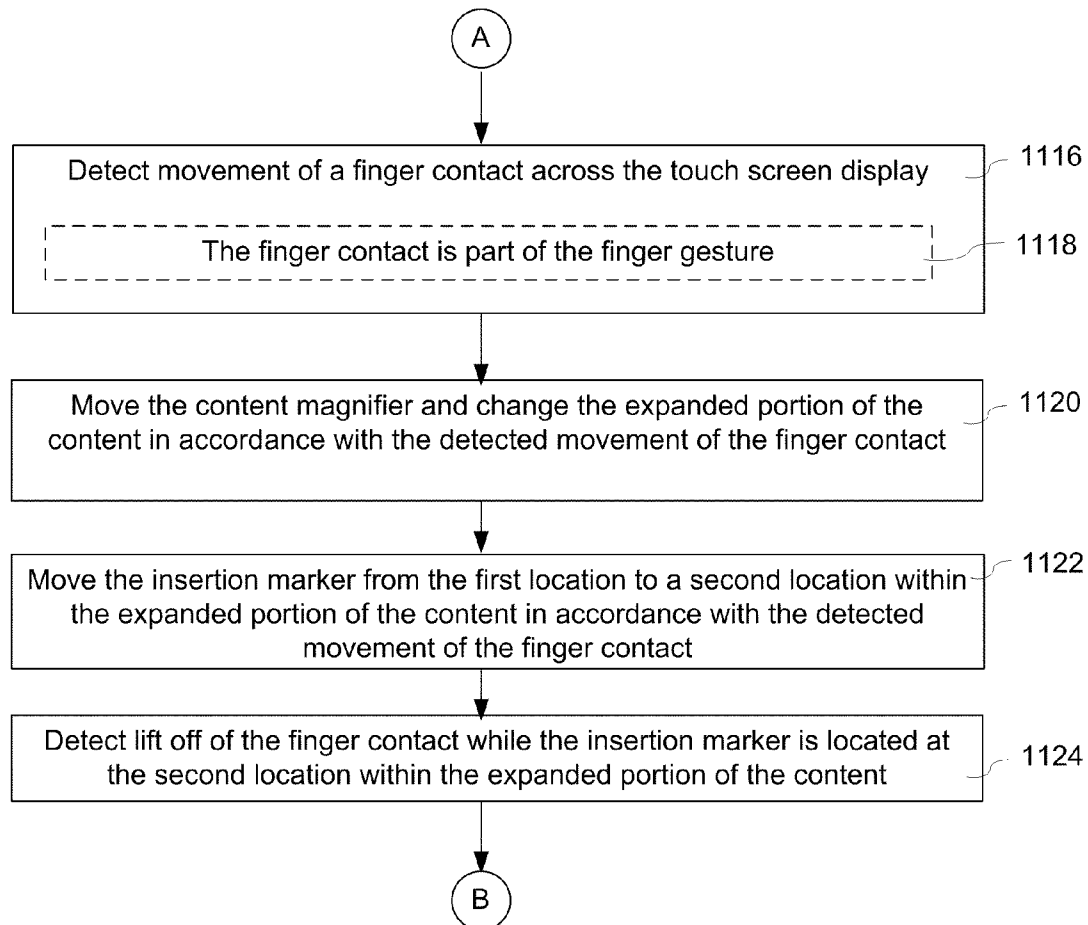 A
Detect movement of a finger contact across the touch screen display
1116
The finger contact is part of the finger gesture
1118
Move the content magnifier and change the expanded portion of the
content in accordance with the detected movement of the finger contact
1120
Move the insertion marker from the first location to a second location within
the expanded portion of the content in accordance with the detected
movement of the finger contact
1122
Detect lift off of the finger contact while the insertion marker is located at
the second location within the expanded portion of the content
1124
B